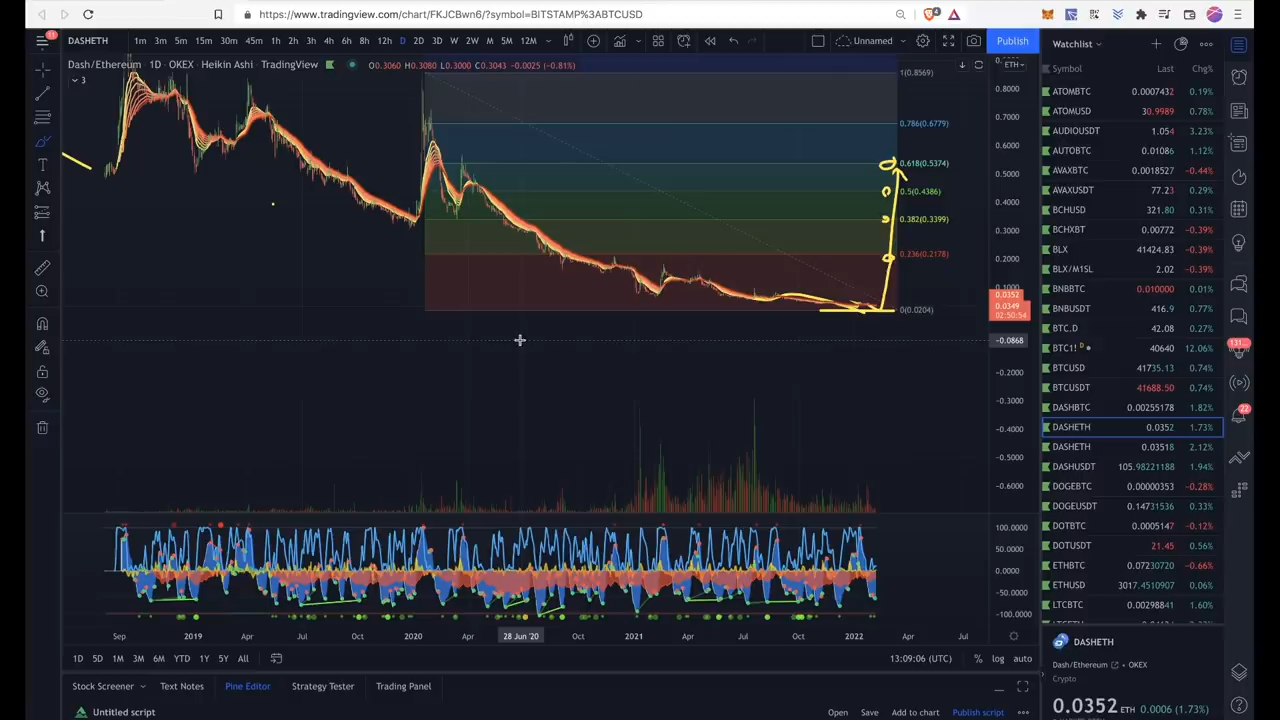 https://www.tradingview.com/chart/FKJCBwn6/?symbol=BITSTAMP%3ABTCUSD
11
DASHETH 1m 3m 5m 15m 30m 45m 1h 2h 3h 4h 6h 8h 12h D 2D 3D W 2W M 2M 5M 12M Unnamed Publish
Dash/Ethereum 1D OKEX Heikin Ashi TradingView O0.3060 H0.3080 L0.3000 C0.3043 -0.0025 (-0.81%) ETH
3
1(0.8569)
0.786(0.6779)
0.618(0.5374)
0.5(0.4386)
0.382(0.3399)
0.236(0.2178)
0(0.0204)
0.8000
0.7000
0.6000
0.5000
0.4000
0.3000
0.2000
0.1000
0.0352
0.0349
02:50:54
-0.0868
-0.2000
-0.3000
-0.4000
-0.5000
-0.6000
100.0000
50.0000
0.0000
-50.0000
-100.0000
Sep 2019 Apr Jul Oct 2020 Apr 28 Jun '20 Oct 2021 Apr Jul Oct 2022 Apr Jul
1D 5D 1M 3M 6M YTD 1Y 5Y All 13:09:06 (UTC) % log auto
Stock Screener Text Notes Pine Editor Strategy Tester Trading Panel
Untitled script Open Save Add to chart Publish script
Watchlist
Symbol Last Chg%
ATOMBTC 0.0007432 0.19%
ATOMUSD 30.9989 0.78%
AUDIOUSDT 1.054 3.23%
AUTOBTC 0.01086 1.12%
AVAXBTC 0.0018527 -0.44%
AVAXUSDT 77.23 0.29%
BCHUSD 321.80 0.31%
BCHXBT 0.00772 -0.39%
BLX 41424.83 -0.39%
BLX/M1SL 2.02 -0.39%
BNBBTC 0.010000 0.01%
BNBUSDT 416.9 0.77%
BTC.D 42.08 0.27%
BTC1! D 40640 12.06%
BTCUSD 41735.13 0.74%
BTCUSDT 41688.50 0.74%
DASHBTC 0.00255178 1.82%
DASHETH 0.0352 1.73%
DASHETH 0.03518 2.12%
DASHUSDT 105.98221188 1.94%
DOGEBTC 0.00000353 -0.28%
DOGEUSDT 0.14731536 0.33%
DOTBTC 0.0005147 -0.12%
DOTUSDT 21.45 0.56%
ETHBTC 0.07230720 -0.66%
ETHUSD 3017.4510907 0.06%
LTCBTC 0.00298841 1.60%
DASHETH
Dash/Ethereum OKEX
Crypto
0.0352 ETH 0.0006 (1.73%)
131
22